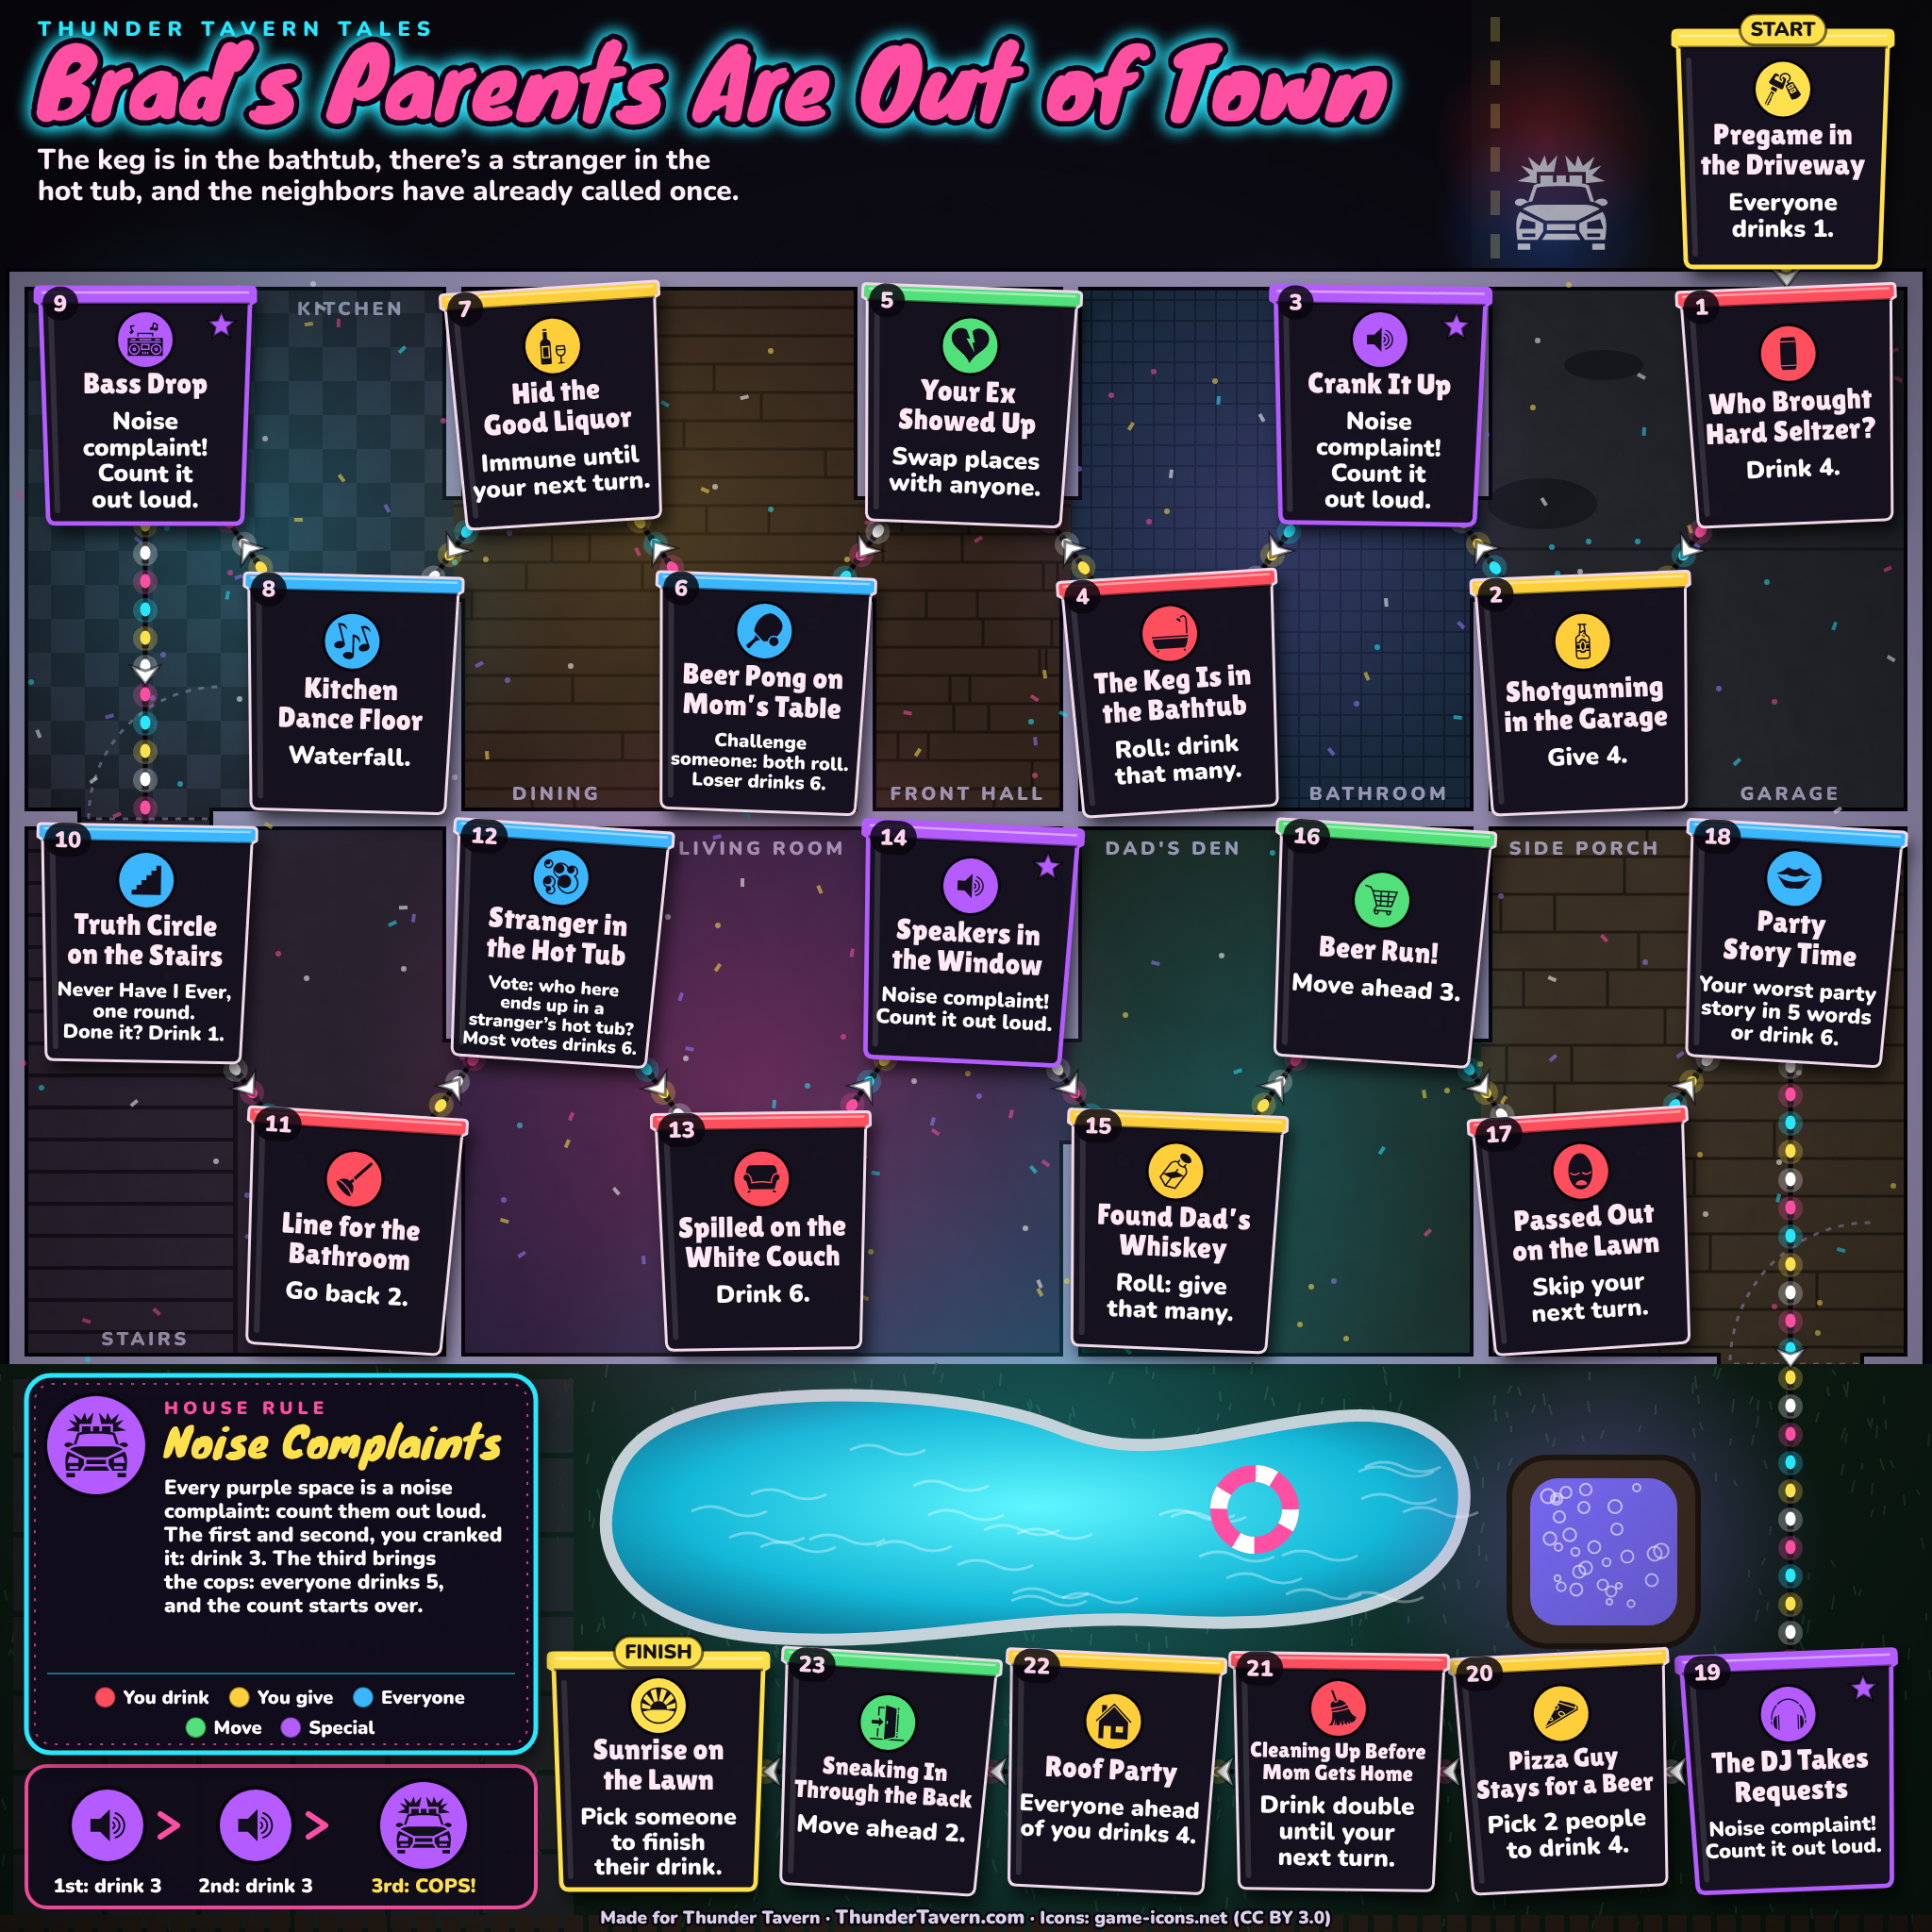 THUNDER TAVERN TALES
Brad's Parents Are Out of Town
The keg is in the bathtub, there's a stranger in the
hot tub, and the neighbors have already called once.
START
Pregame in
the Driveway
Everyone
drinks 1.
1
Who Brought
Hard Seltzer?
Drink 4.
2
Shotgunning
in the Garage
Give 4.
GARAGE
3
Crank It Up
Noise
complaint!
Count it
out loud.
BATHROOM
4
The Keg Is in
the Bathtub
Roll: drink
that many.
5
Your Ex
Showed Up
Swap places
with anyone.
FRONT HALL
6
Beer Pong on
Mom's Table
Challenge
someone: both roll.
Loser drinks 6.
DINING
7
Hid the
Good Liquor
Immune until
your next turn.
KITCHEN
8
Kitchen
Dance Floor
Waterfall.
9
Bass Drop
Noise
complaint!
Count it
out loud.
10
Truth Circle
on the Stairs
Never Have I Ever,
one round.
Done it? Drink 1.
STAIRS
11
Line for the
Bathroom
Go back 2.
12
Stranger in
the Hot Tub
Vote: who here
ends up in a
stranger's hot tub?
Most votes drinks 6.
LIVING ROOM
13
Spilled on the
White Couch
Drink 6.
14
Speakers in
the Window
Noise complaint!
Count it out loud.
DAD'S DEN
15
Found Dad's
Whiskey
Roll: give
that many.
16
Beer Run!
Move ahead 3.
SIDE PORCH
17
Passed Out
on the Lawn
Skip your
next turn.
18
Party
Story Time
Your worst party
story in 5 words
or drink 6.
HOUSE RULE
Noise Complaints
Every purple space is a noise
complaint: count them out loud.
The first and second, you cranked
it: drink 3. The third brings
the cops: everyone drinks 5,
and the count starts over.
You drink
You give
Everyone
Move
Special
1st: drink 3
2nd: drink 3
3rd: COPS!
19
The DJ Takes
Requests
Noise complaint!
Count it out loud.
20
Pizza Guy
Stays for a Beer
Pick 2 people
to drink 4.
21
Cleaning Up Before
Mom Gets Home
Drink double
until your
next turn.
22
Roof Party
Everyone ahead
of you drinks 4.
23
Sneaking In
Through the Back
Move ahead 2.
FINISH
Sunrise on
the Lawn
Pick someone
to finish
their drink.
Made for Thunder Tavern · ThunderTavern.com · Icons: game-icons.net (CC BY 3.0)